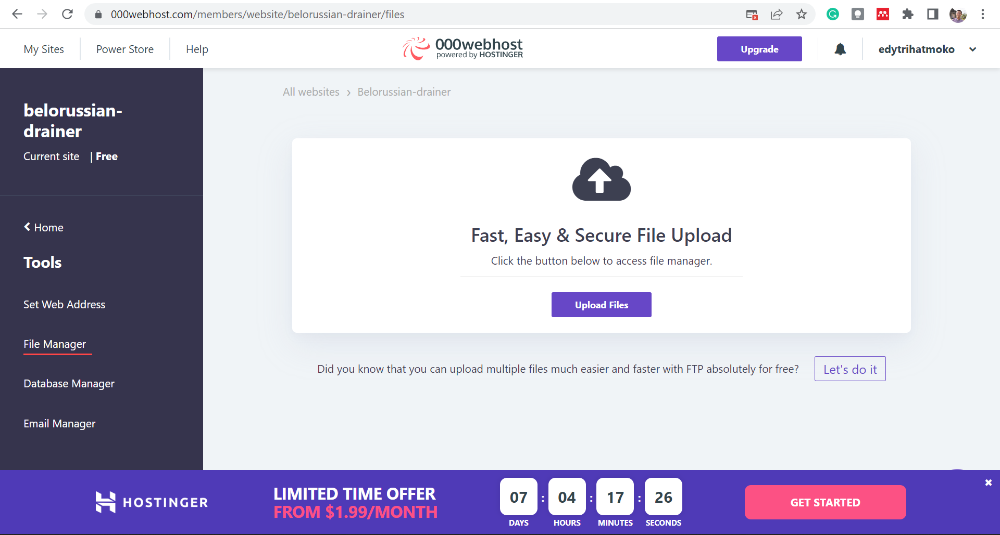 000webhost.com/members/website/belorussian-drainer/files
My Sites
Power Store
Help
000webhost
powered by HOSTINGER
Upgrade
edytrihatmoko
belorussian-
drainer
Current site | Free
Home
Tools
Set Web Address
File Manager
Database Manager
Email Manager
All websites › Belorussian-drainer
Fast, Easy & Secure File Upload
Click the button below to access file manager.
Upload Files
Did you know that you can upload multiple files much easier and faster with FTP absolutely for free?
Let's do it
HOSTINGER
LIMITED TIME OFFER
FROM $1.99/MONTH
07 : 04 : 17 : 26
DAYS HOURS MINUTES SECONDS
GET STARTED